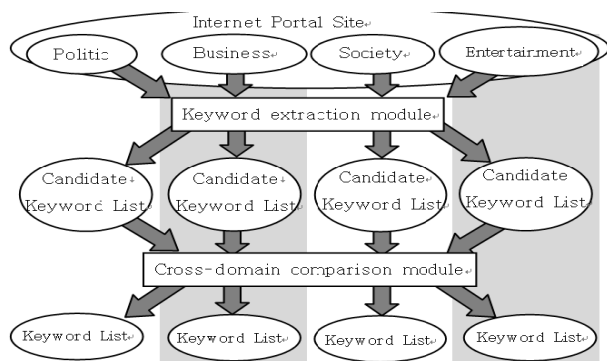 Internet Portal Site
Politic
Business
Society
Entertainment
Keyword extraction module
Candidate
Keyword List
Candidate
Keyword List
Candidate
Keyword List
Candidate
Keyword List
Cross-domain comparison module
Keyword List
Keyword List
Keyword List
Keyword List